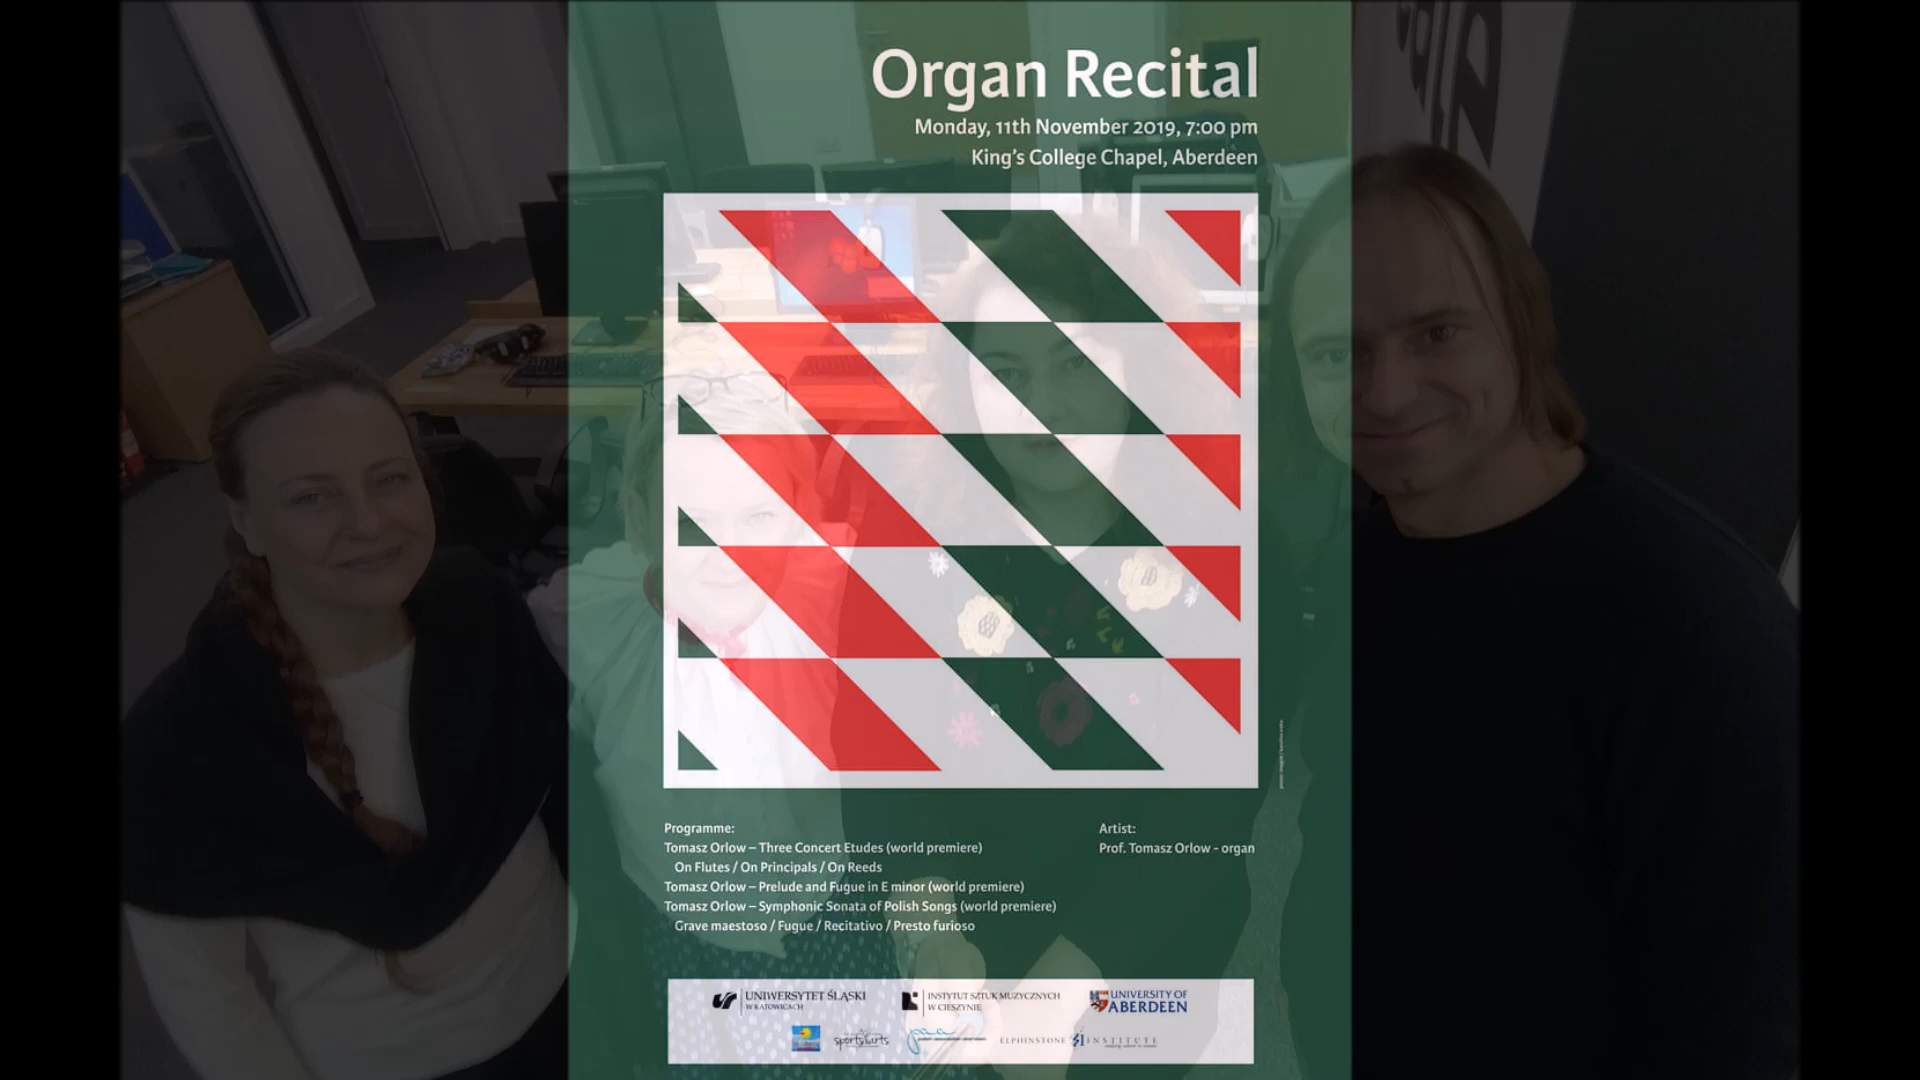 Organ Recital
Monday, 11th November 2019, 7:00 pm
King's College Chapel, Aberdeen
Programme:
Tomasz Orlow – Three Concert Etudes (world premiere)
On Flutes / On Principals / On Reeds
Tomasz Orlow – Prelude and Fugue in E minor (world premiere)
Tomasz Orlow – Symphonic Sonata of Polish Songs (world premiere)
Grave maestoso / Fugue / Recitativo / Presto furioso
Artist:
Prof. Tomasz Orlow - organ
UNIWERSYTET ŚLĄSKI
W KATOWICACH
INSTYTUT SZTUK MUZYCZNYCH
W CIESZYNIE
UNIVERSITY OF
ABERDEEN
sports&arts
ELPHINSTONE INSTITUTE